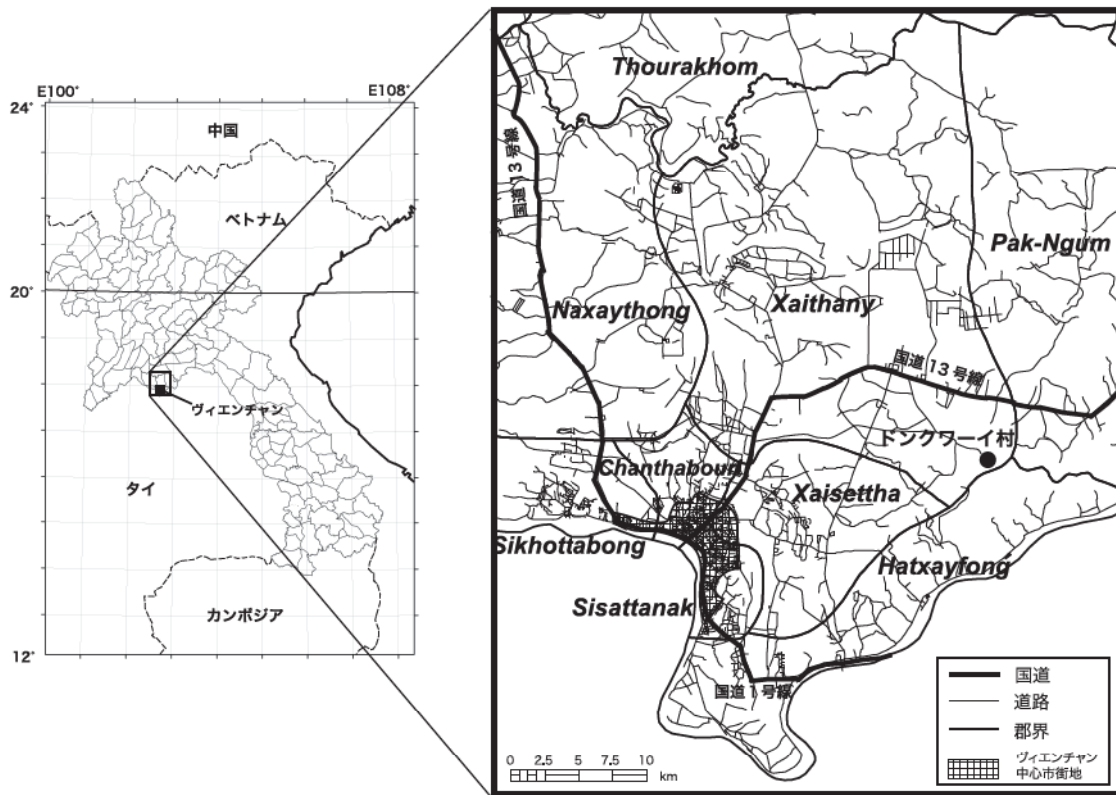 E100°
E108°
24°
20°
12°
中国
ベトナム
ヴィエンチャン
タイ
カンボジア
Thourakhom
国道13号線
Pak-Ngum
Naxaythong
Xaithany
国道13号線
ドンクワーイ村
Chanthabouri
Xaisettha
Sikhottabong
Hatxayfong
Sisattanak
国道1号線
0 2.5 5 7.5 10
km
国道
道路
郡界
ヴィエンチャン
中心市街地